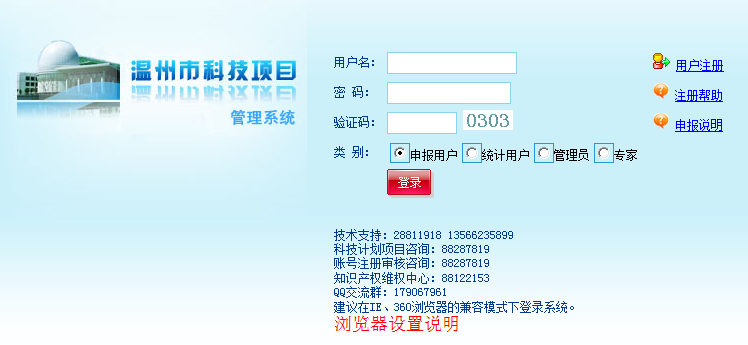 温州市科技项目
管理系统
用户名：
密 码：
验证码： 0303
类 别： 申报用户 统计用户 管理员 专家
登录
用户注册
注册帮助
申报说明
技术支持：28811918 13566235899
科技计划项目咨询：88287819
账号注册审核咨询：88287819
知识产权维权中心：88122153
QQ交流群：179067961
建议在IE、360浏览器的兼容模式下登录系统。
浏览器设置说明